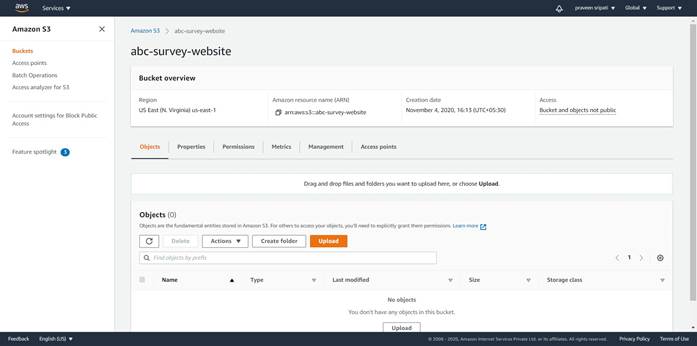 aws
Services
praveen sripati
Global
Support
Amazon S3
Buckets
Access points
Batch Operations
Access analyzer for S3
Account settings for Block Public
Access
Feature spotlight 3
Amazon S3 > abc-survey-website
abc-survey-website
Bucket overview
Region
US East (N. Virginia) us-east-1
Amazon resource name (ARN)
arn:aws:s3:::abc-survey-website
Creation date
November 4, 2020, 16:13 (UTC+05:30)
Access
Bucket and objects not public
Objects
Properties
Permissions
Metrics
Management
Access points
Drag and drop files and folders you want to upload here, or choose Upload.
Objects (0)
Objects are the fundamental entities stored in Amazon S3. For others to access your objects, you'll need to explicitly grant them permissions. Learn more
Delete
Actions
Create folder
Upload
Find objects by prefix
1
Name
Type
Last modified
Size
Storage class
No objects
You don't have any objects in this bucket.
Upload
Feedback
English (US)
© 2008 - 2020, Amazon Internet Services Private Ltd. or its affiliates. All rights reserved.
Privacy Policy
Terms of Use